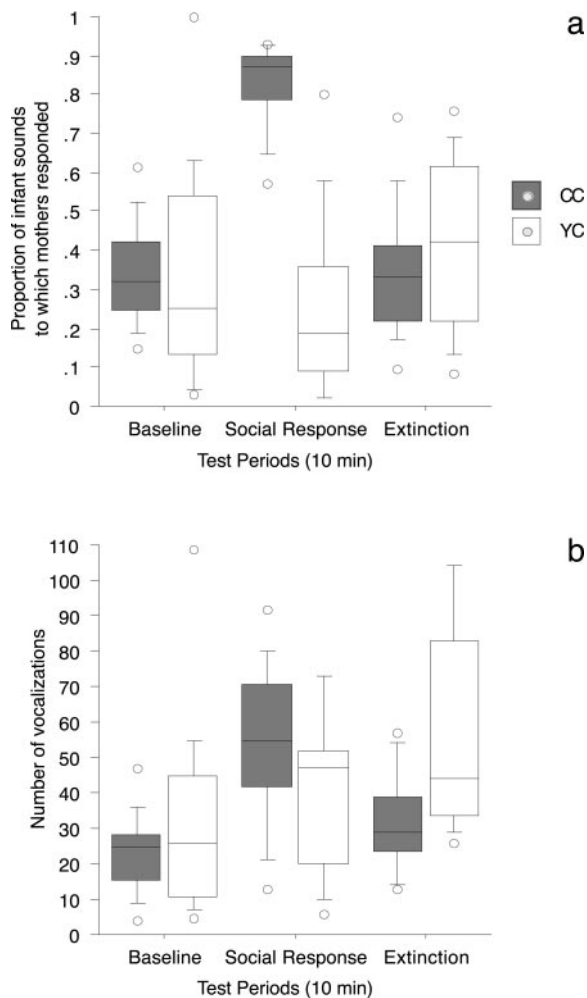 a
1
.9
.8
.7
.6
.5
.4
.3
.2
.1
0
Proportion of infant sounds
to which mothers responded
CC
YC
Baseline Social Response Extinction
Test Periods (10 min)
b
110
100
90
80
70
60
50
40
30
20
10
0
Number of vocalizations
Baseline Social Response Extinction
Test Periods (10 min)